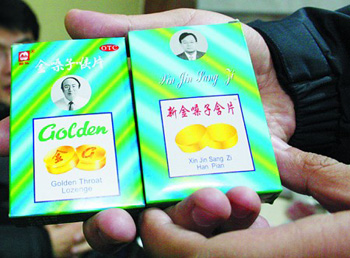 OTC
金嗓子喉片
Golden
金 G
Golden Throat
Lozenge
Xin Jin Sang Zi
新金嗓子含片
Xin Jin Sang Zi
Han Pian